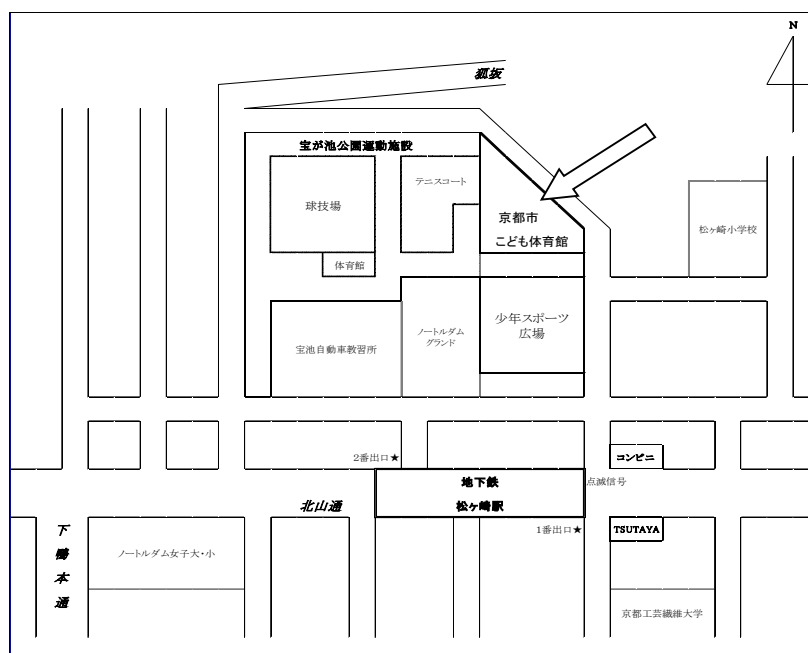 N
狐坂
宝が池公園運動施設
テニスコート
球技場
京都市
こども体育館
松ヶ崎小学校
体育館
少年スポーツ
広場
ノートルダム
グランド
宝池自動車教習所
2番出口★
コンビニ
地下鉄
松ヶ崎駅
点滅信号
北山通
1番出口★
TSUTAYA
下鴨本通
ノートルダム女子大・小
京都工芸繊維大学